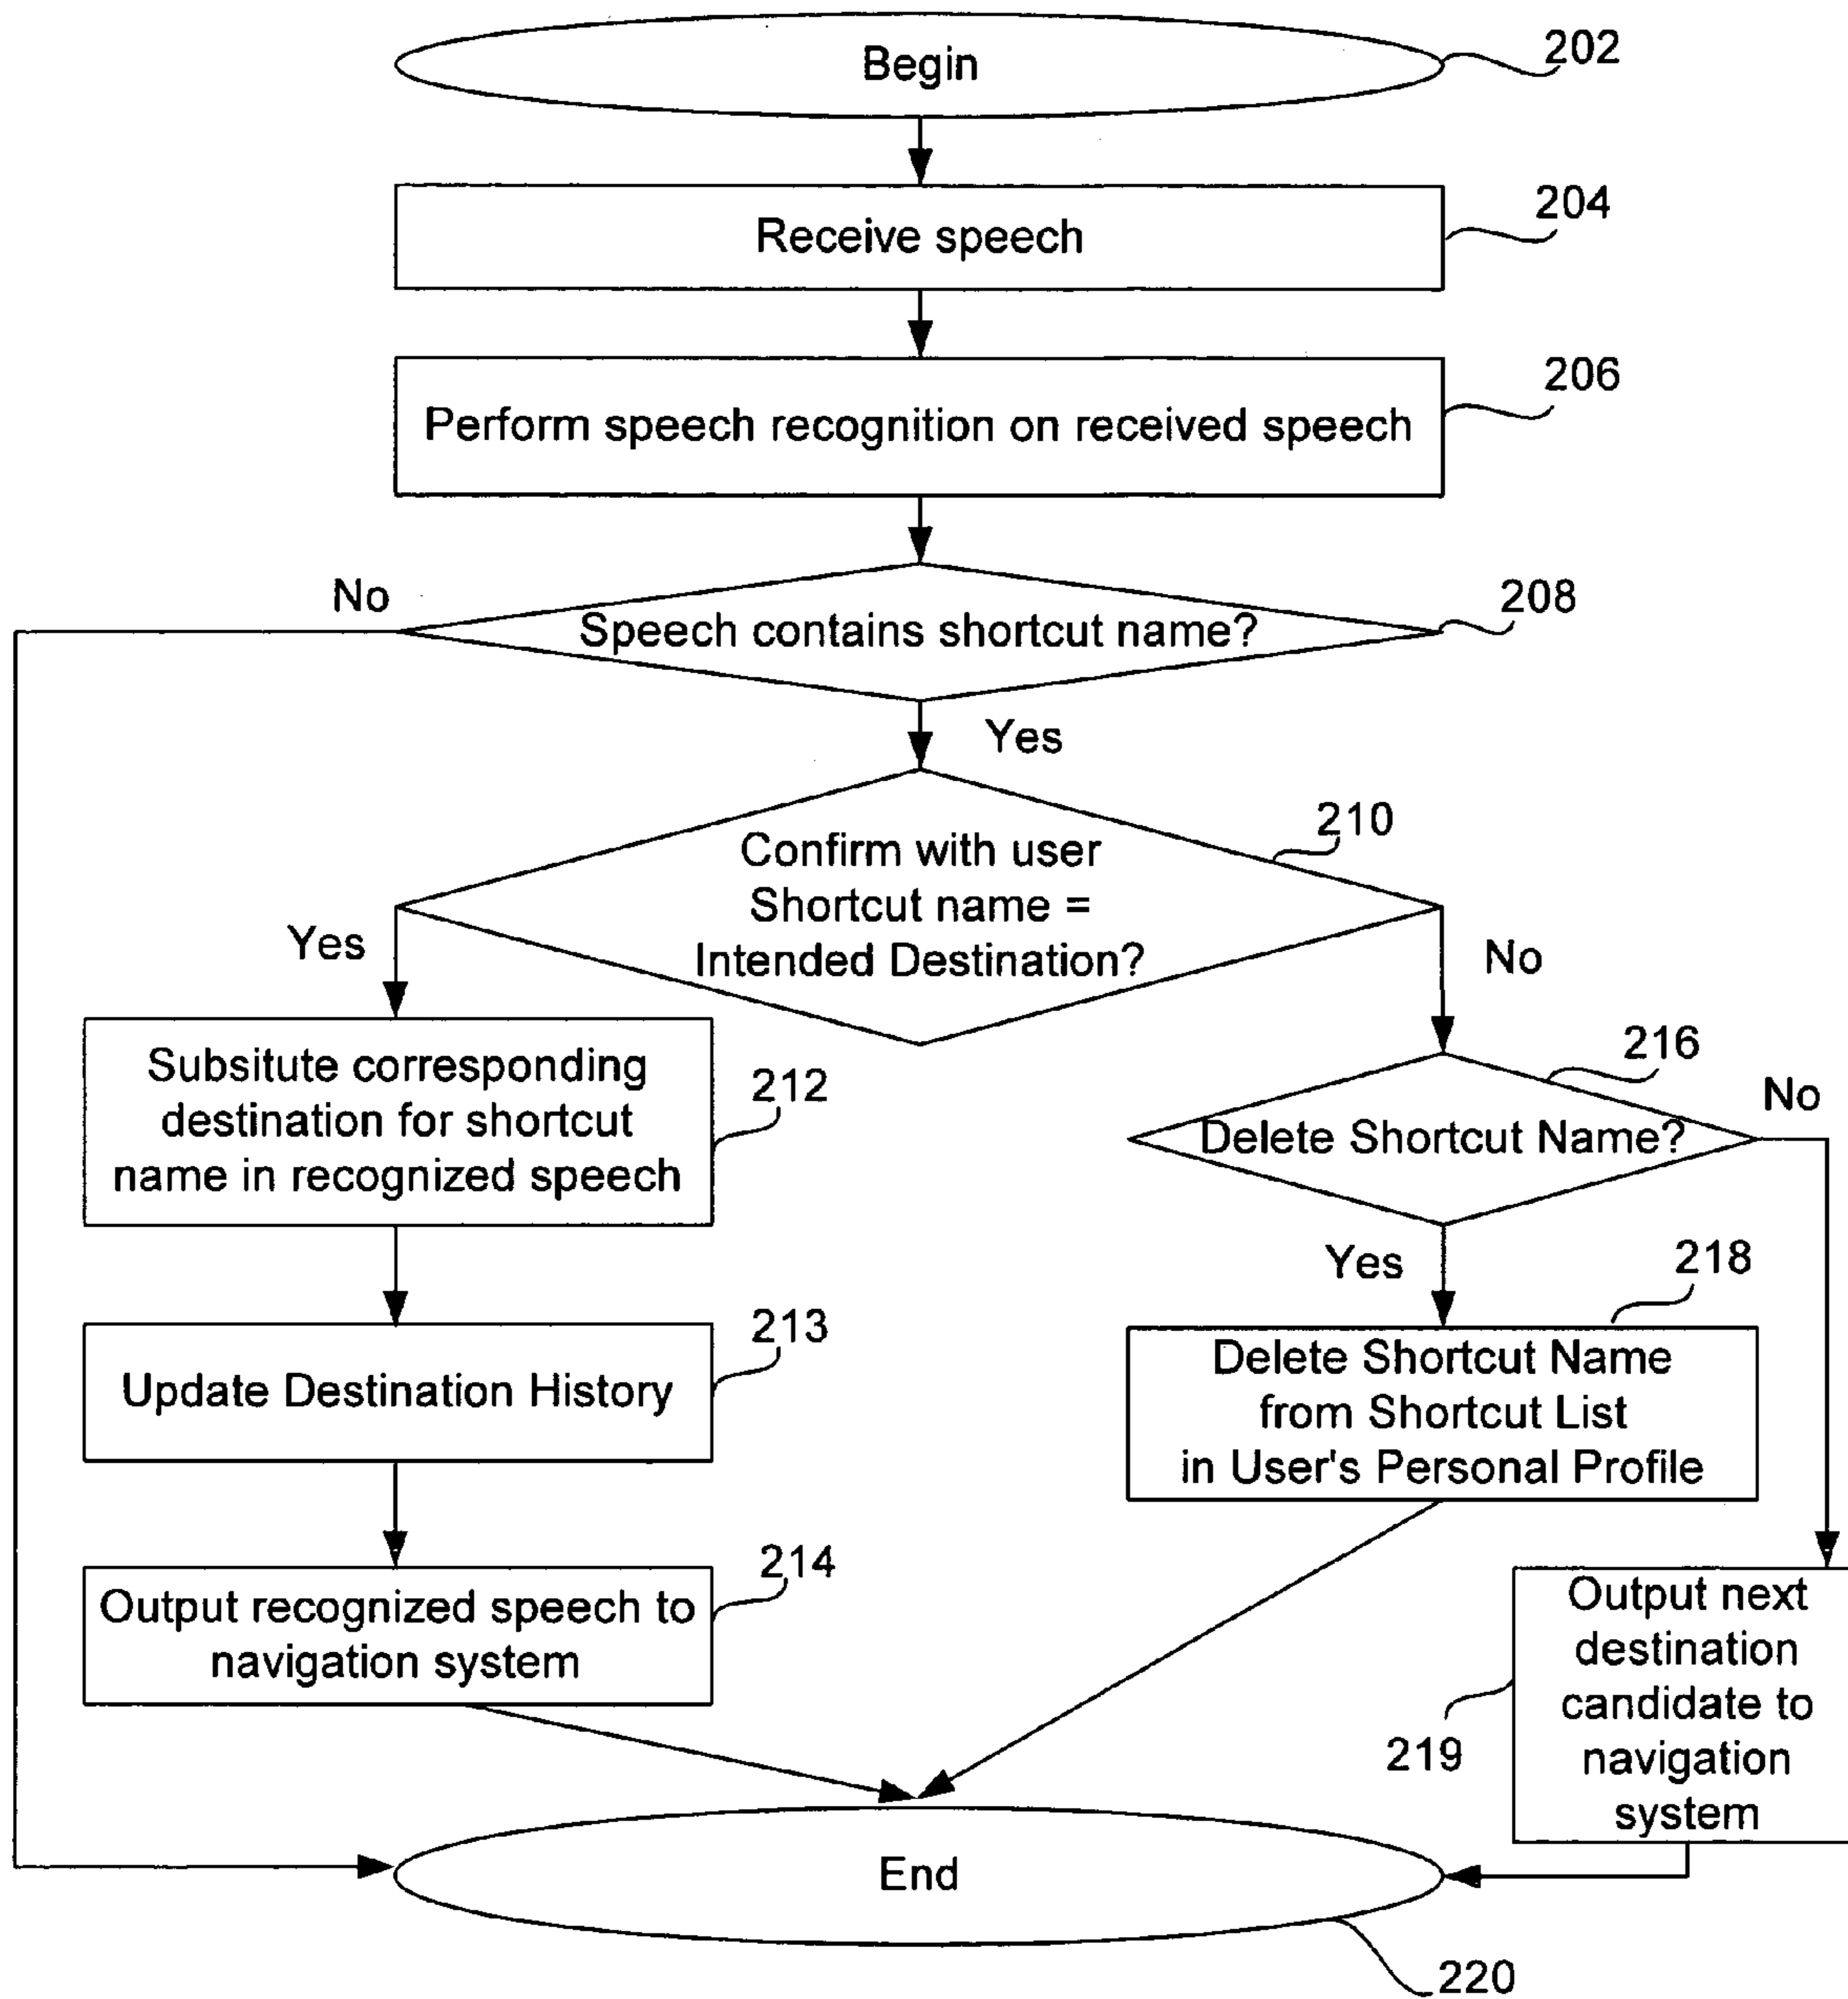 Begin
202
Receive speech
204
Perform speech recognition on received speech
206
No
Speech contains shortcut name?
208
Yes
Confirm with user
Shortcut name =
Intended Destination?
210
Yes
No
Subsitute corresponding
destination for shortcut
name in recognized speech
212
216
Delete Shortcut Name?
No
Yes
218
Update Destination History
213
Delete Shortcut Name
from Shortcut List
in User's Personal Profile
Output recognized speech to
navigation system
214
Output next
destination
candidate to
navigation
system
219
End
220